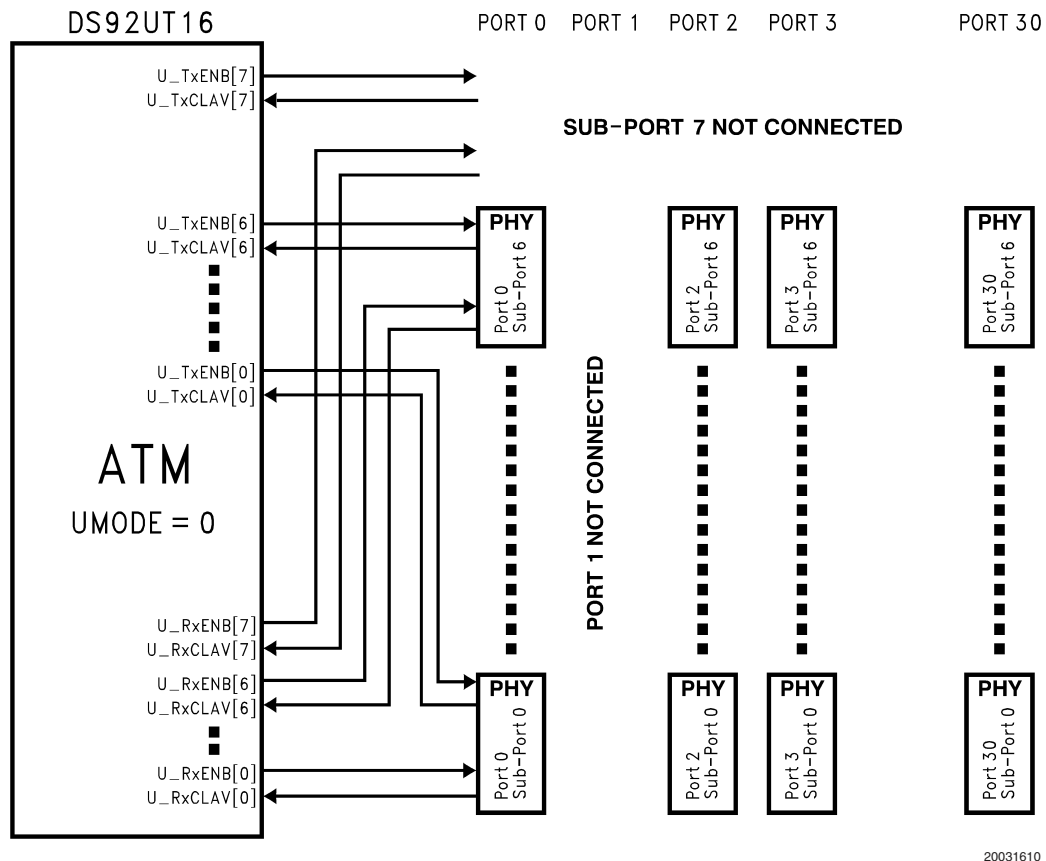 DS92UT16
PORT 0 PORT 1 PORT 2 PORT 3 PORT 30
U_TxENB[7]
U_TxCLAV[7]
SUB-PORT 7 NOT CONNECTED
U_TxENB[6]
U_TxCLAV[6]
PHY
Port 0
Sub-Port 6
PHY
Port 2
Sub-Port 6
PHY
Port 3
Sub-Port 6
PHY
Port 30
Sub-Port 6
U_TxENB[0]
U_TxCLAV[0]
PORT 1 NOT CONNECTED
ATM
UMODE = 0
U_RxENB[7]
U_RxCLAV[7]
U_RxENB[6]
U_RxCLAV[6]
U_RxENB[0]
U_RxCLAV[0]
PHY
Port 0
Sub-Port 0
PHY
Port 2
Sub-Port 0
PHY
Port 3
Sub-Port 0
PHY
Port 30
Sub-Port 0
20031610